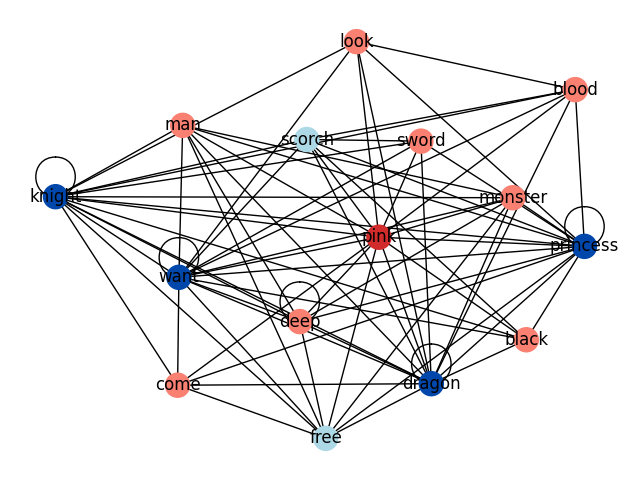 look
blood
man
scorch
sword
knight
monster
pink
princess
want
deep
black
come
dragon
free